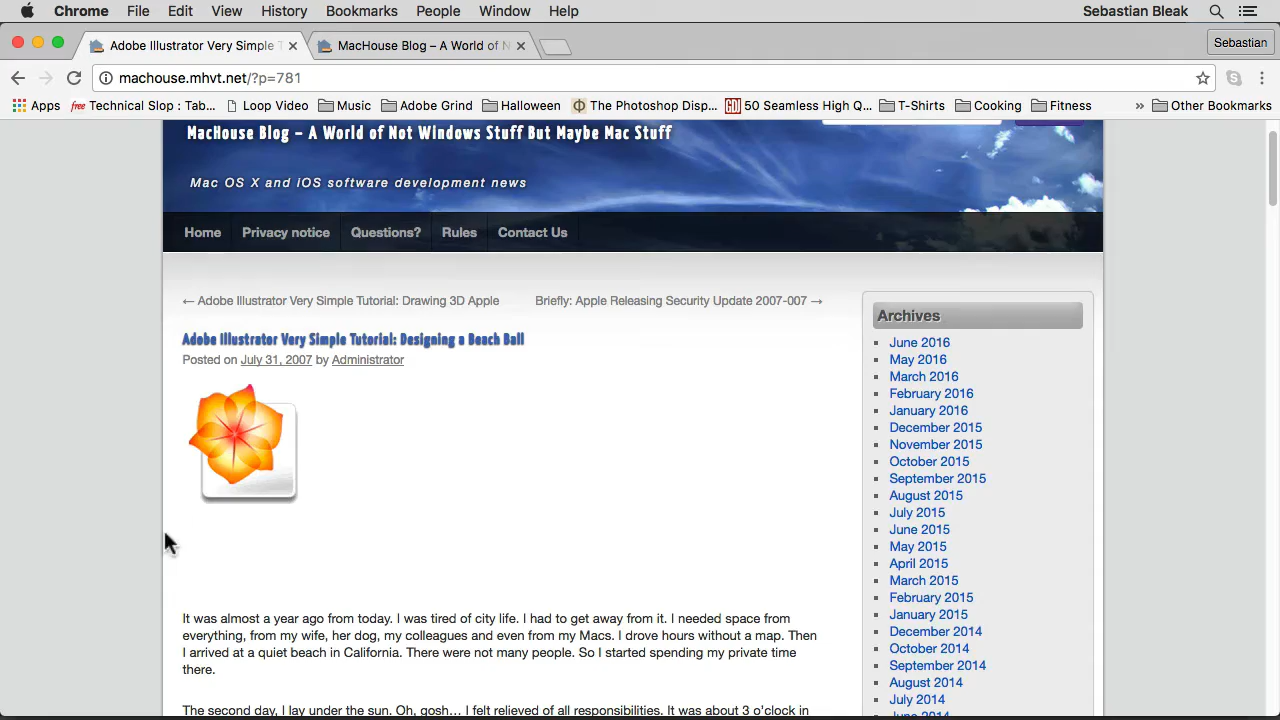 Chrome File Edit View History Bookmarks People Window Help Sebastian Bleak
Adobe Illustrator Very Simple T MacHouse Blog – A World of N Sebastian
machouse.mhvt.net/?p=781
Apps free Technical Slop : Tab... Loop Video Music Adobe Grind Halloween The Photoshop Disp... GDJ 50 Seamless High Q... T-Shirts Cooking Fitness » Other Bookmarks
MacHouse Blog – A World of Not Windows Stuff But Maybe Mac Stuff
Mac OS X and iOS software development news
Home Privacy notice Questions? Rules Contact Us
← Adobe Illustrator Very Simple Tutorial: Drawing 3D Apple Briefly: Apple Releasing Security Update 2007-007 →
Adobe Illustrator Very Simple Tutorial: Designing a Beach Ball
Posted on July 31, 2007 by Administrator
It was almost a year ago from today. I was tired of city life. I had to get away from it. I needed space from
everything, from my wife, her dog, my colleagues and even from my Macs. I drove hours without a map. Then
I arrived at a quiet beach in California. There were not many people. So I started spending my private time
there.
The second day, I lay under the sun. Oh, gosh… I felt relieved of all responsibilities. It was about 3 o'clock in
Archives
June 2016
May 2016
March 2016
February 2016
January 2016
December 2015
November 2015
October 2015
September 2015
August 2015
July 2015
June 2015
May 2015
April 2015
March 2015
February 2015
January 2015
December 2014
October 2014
September 2014
August 2014
July 2014
June 2014